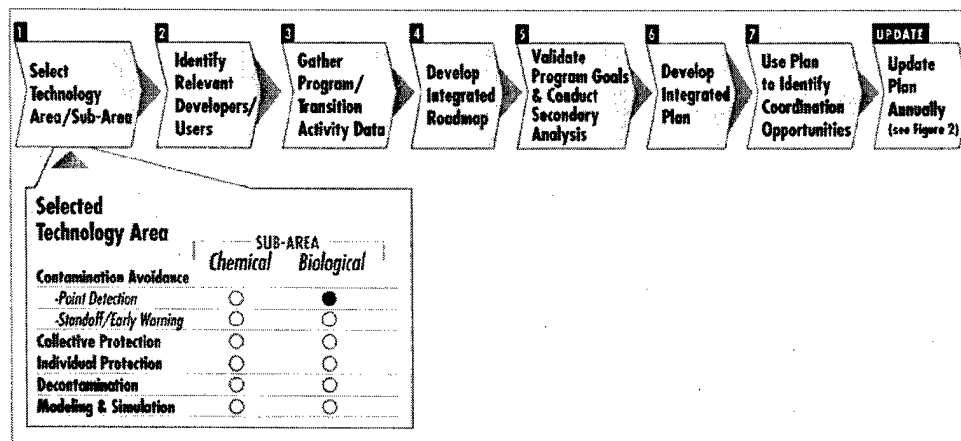 1
Select
Technology
Area/Sub-Area
2
Identify
Relevant
Developers/
Users
3
Gather
Program/
Transition
Activity Data
4
Develop
Integrated
Roadmap
5
Validate
Program Goals
& Conduct
Secondary
Analysis
6
Develop
Integrated
Plan
7
Use Plan
to Identify
Coordination
Opportunities
UPDATE
Update
Plan
Annually
(see Figure 2)
Selected
Technology Area
SUB-AREA
Chemical Biological
Contamination Avoidance
-Point Detection
-Standoff/Early Warning
Collective Protection
Individual Protection
Decontamination
Modeling & Simulation